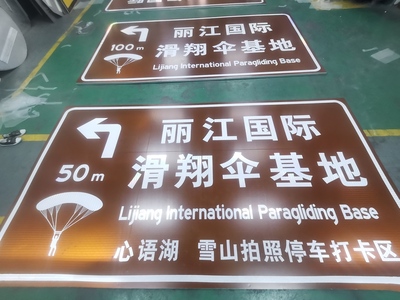 丽江国际
滑翔伞基地
100m
Lijiang International Paragliding Base
丽江国际
滑翔伞基地
50m
Lijiang International Paragliding Base
心语湖 雪山拍照停车打卡区